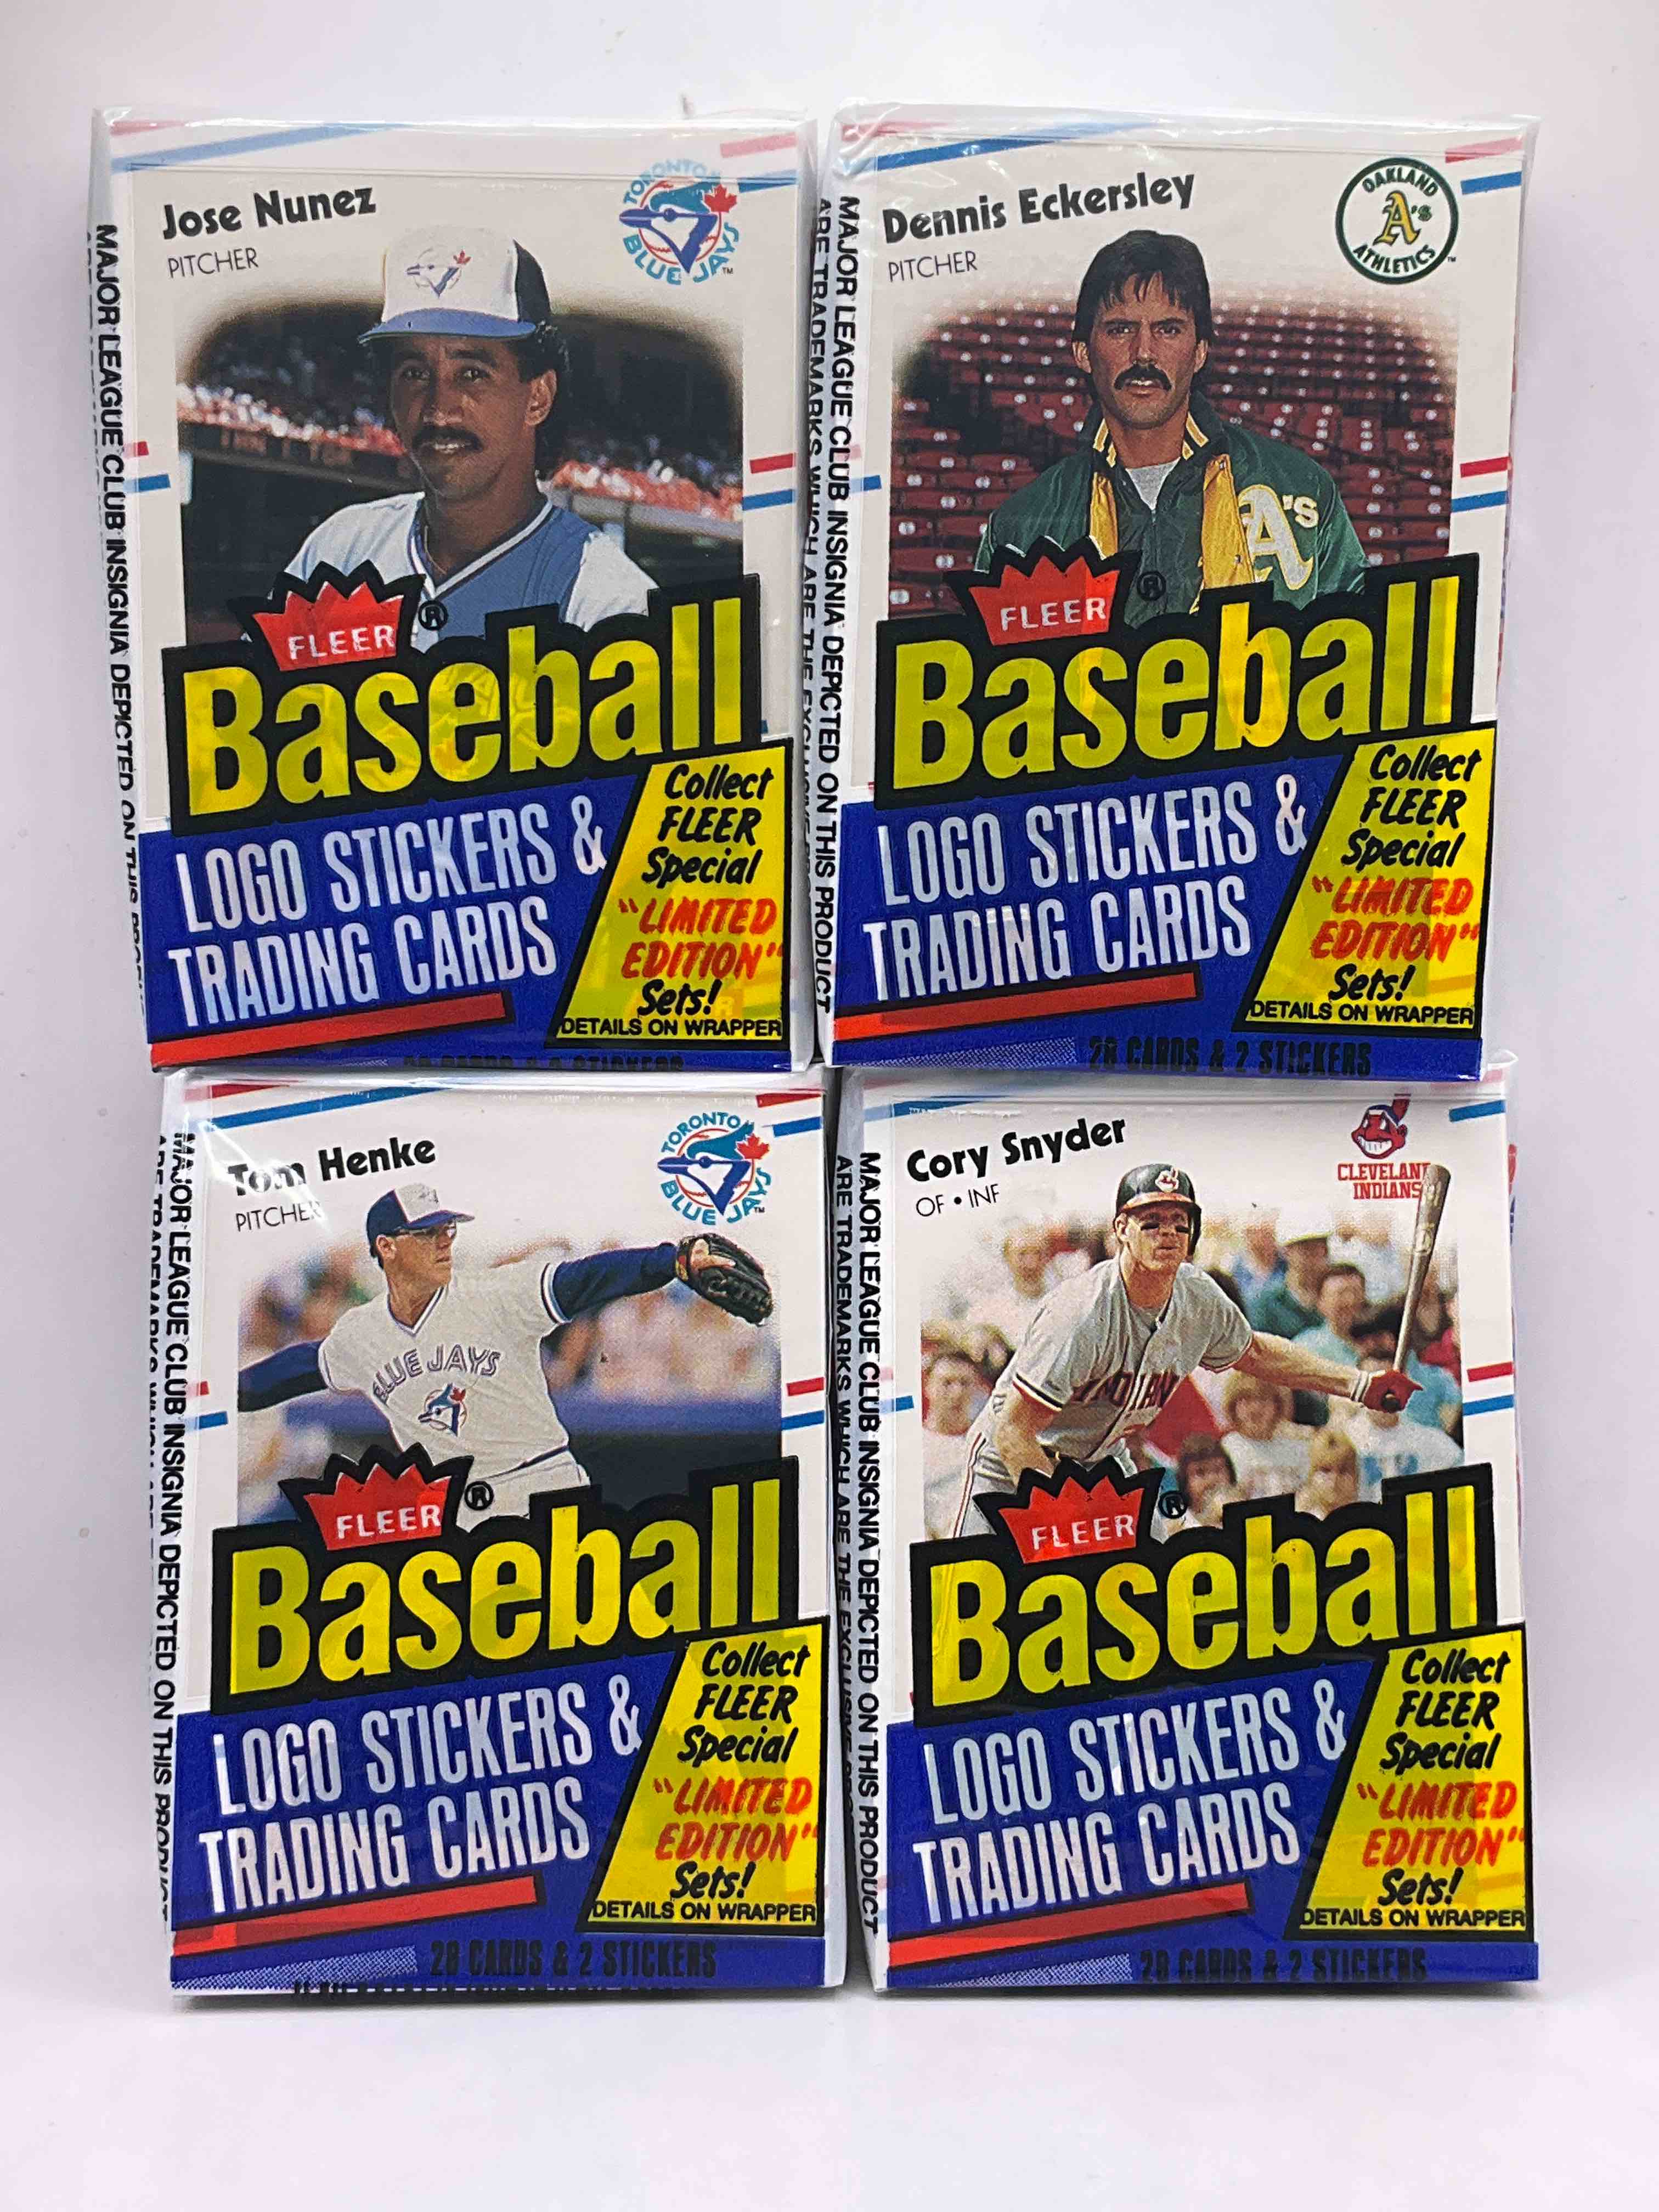 Jose Nunez
PITCHER
TORONTO
BLUE JAYS
TM
FLEER
®
Baseball
LOGO STICKERS &
TRADING CARDS
Collect
FLEER
Special
"LIMITED
EDITION"
Sets!
DETAILS ON WRAPPER
MAJOR LEAGUE CLUB INSIGNIA DEPICTED ON THIS
Dennis Eckersley
PITCHER
OAKLAND
A's
ATHLETICS
TM
A's
FLEER
®
Baseball
LOGO STICKERS &
TRADING CARDS
Collect
FLEER
Special
"LIMITED
EDITION"
Sets!
DETAILS ON WRAPPER
28 CARDS & 2 STICKERS
MAJOR LEAGUE CLUB INSIGNIA DEPICTED ON THIS PRODUCT
ARE TRADEMARKS WHICH ARE THE
Tom Henke
PITCHER
TORONTO
BLUE JAYS
TM
BLUE JAYS
FLEER
®
Baseball
LOGO STICKERS &
TRADING CARDS
Collect
FLEER
Special
"LIMITED
EDITION"
Sets!
DETAILS ON WRAPPER
28 CARDS & 2 STICKERS
MAJOR LEAGUE CLUB INSIGNIA DEPICTED ON THIS PRODUCT
Cory Snyder
OF • INF
CLEVELAND
INDIANS
INDIAN
FLEER
®
Baseball
LOGO STICKERS &
TRADING CARDS
Collect
FLEER
Special
"LIMITED
EDITION"
Sets!
DETAILS ON WRAPPER
28 CARDS & 2 STICKERS
MAJOR LEAGUE CLUB INSIGNIA DEPICTED ON THIS PRODUCT
ARE TRADEMARKS WHICH ARE THE EXCLUSIVE